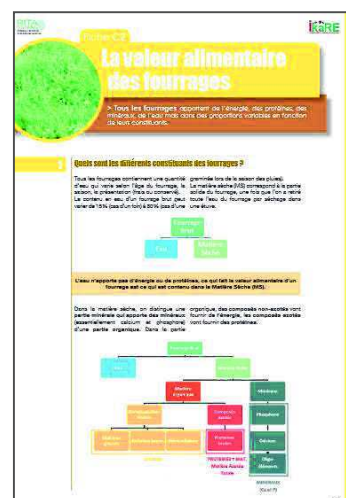 RITA
iKaRE
Fiche C2
La valeur alimentaire
des fourrages
> Tous les fourrages apportent de l'énergie, des protéines, des
minéraux, de l'eau mais dans des proportions variables en fonction
de leurs constituants.
1
Quels sont les différents constituants des fourrages ?
Tous les fourrages contiennent une quantité
d'eau qui varie selon l'âge du fourrage, la
saison, la présentation (frais ou conservé).
Le contenu en eau d'un fourrage brut peut
varier de 15% (cas d'un foin) à 80% (cas d'une
graminée lors de la saison des pluies).
La matière sèche (MS) correspond à la partie
solide du fourrage, une fois que l'on a retiré
toute l'eau du fourrage par séchage dans
une étuve.
Fourrage
brut
Eau
Matière
Sèche
L'eau n'apporte pas d'énergie ou de protéines, ce qui fait la valeur alimentaire d'un
fourrage est ce qui est contenu dans la Matière Sèche (MS).
Dans la matière sèche, on distingue une
partie minérale qui apporte des minéraux
(essentiellement calcium et phosphore)
d'une partie organique. Dans la partie
organique, des composés non-azotés vont
fournir de l'énergie, les composés azotés
vont fournir des protéines.
Matière
Organique
Minéraux
Phosphore
Calcium
Oligo
éléments
Matière Azotée
Totale